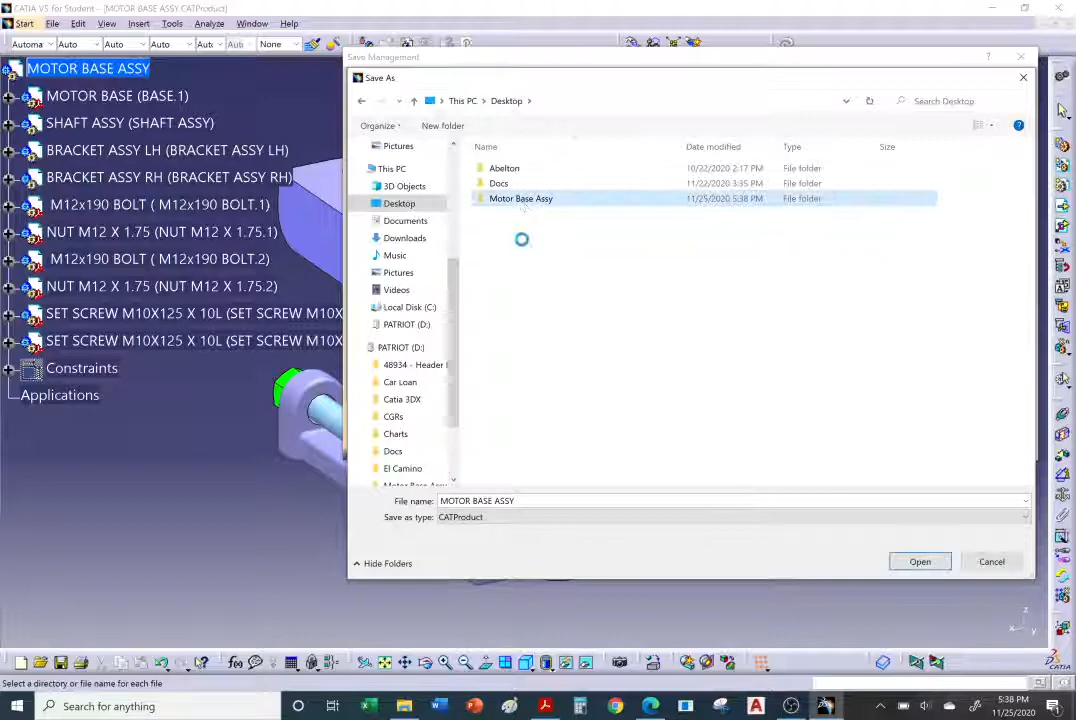 CATIA V5 for Student - [MOTOR BASE ASSY.CATProduct]
Start File Edit View Insert Tools Analyze Window Help
Automa Auto Auto Auto Aut Aut None
MOTOR BASE ASSY
MOTOR BASE (BASE.1)
SHAFT ASSY (SHAFT ASSY)
BRACKET ASSY LH (BRACKET ASSY LH)
BRACKET ASSY RH (BRACKET ASSY RH)
M12x190 BOLT ( M12x190 BOLT.1)
NUT M12 X 1.75 (NUT M12 X 1.75.1)
M12x190 BOLT ( M12x190 BOLT.2)
NUT M12 X 1.75 (NUT M12 X 1.75.2)
SET SCREW M10X125 X 10L (SET SCREW M10X
SET SCREW M10X125 X 10L (SET SCREW M10X
Constraints
Applications
Save Management
Save As
This PC > Desktop >
Search Desktop
Organize New folder
Name Date modified Type Size
Abelton 10/22/2020 2:17 PM File folder
Docs 11/22/2020 3:35 PM File folder
Motor Base Assy 11/25/2020 5:38 PM File folder
Pictures
This PC
3D Objects
Desktop
Documents
Downloads
Music
Pictures
Videos
Local Disk (C:)
PATRIOT (D:)
PATRIOT (D:)
48934 - Header
Car Loan
Catia 3DX
CGRs
Charts
Docs
El Camino
Motor Base Assy
File name: MOTOR BASE ASSY
Save as type: CATProduct
Hide Folders
Open Cancel
z
x y
CATIA
Select a directory or file name for each file
Search for anything
5:38 PM
11/25/2020